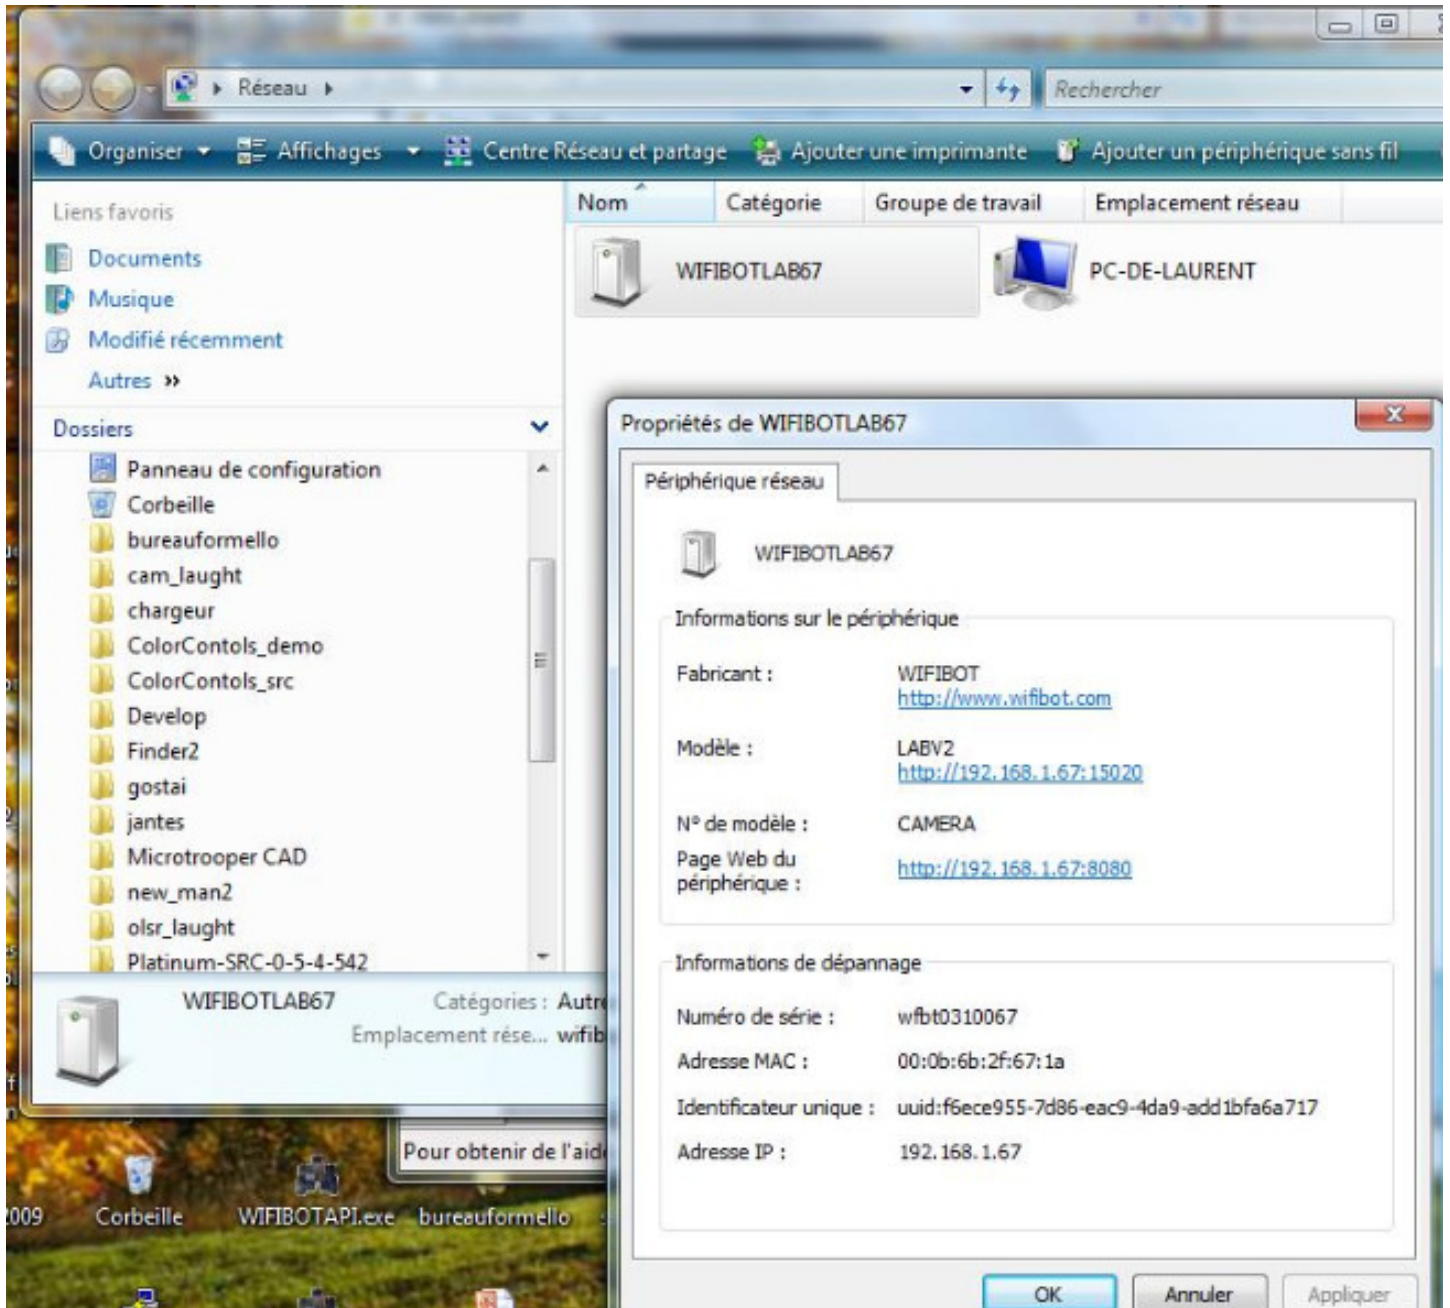 Réseau
Rechercher
Organiser Affichages Centre Réseau et partage Ajouter une imprimante Ajouter un périphérique sans fil
Liens favoris
Documents
Musique
Modifié récemment
Autres »
Dossiers
Panneau de configuration
Corbeille
bureauformello
cam_laught
chargeur
ColorContols_demo
ColorContols_src
Develop
Finder2
gostai
jantes
Microtrooper CAD
new_man2
olsr_laught
Platinum-SRC-0-5-4-542
Nom Catégorie Groupe de travail Emplacement réseau
WIFIBOTLAB67 PC-DE-LAURENT
WIFIBOTLAB67 Catégories : Autre
Emplacement rése... wifib
Propriétés de WIFIBOTLAB67
Périphérique réseau
WIFIBOTLAB67
Informations sur le périphérique
Fabricant : WIFIBOT
http://www.wifibot.com
Modèle : LABV2
http://192.168.1.67:15020
N° de modèle : CAMERA
Page Web du
périphérique : http://192.168.1.67:8080
Informations de dépannage
Numéro de série : wfbt0310067
Adresse MAC : 00:0b:6b:2f:67:1a
Identificateur unique : uuid:f6ece955-7d86-eac9-4da9-add1bfa6a717
Adresse IP : 192.168.1.67
OK Annuler Appliquer
Pour obtenir de l'aide
2009 Corbeille WIFIBOTAPI.exe bureauformello